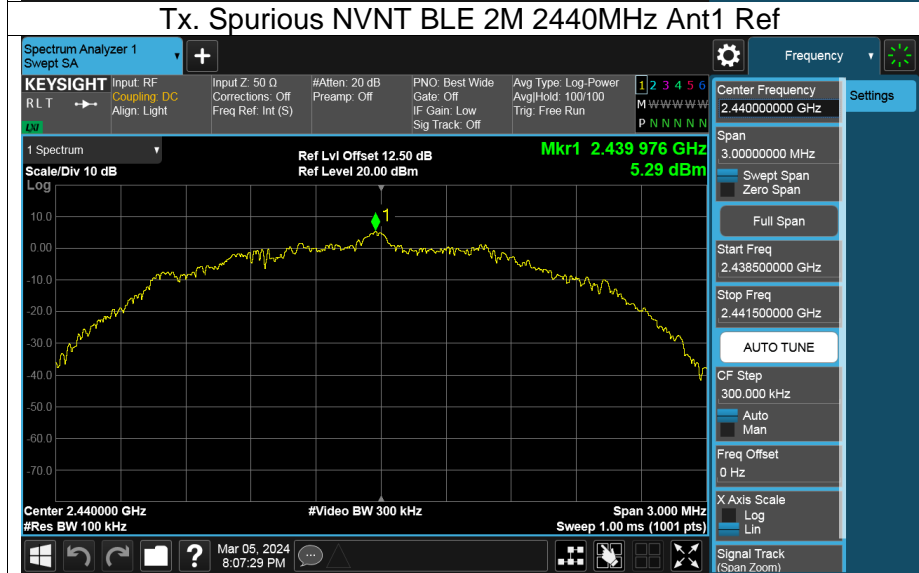 Tx. Spurious NVNT BLE 2M 2440MHz Ant1 Ref
Spectrum Analyzer 1
Swept SA
+
Frequency
KEYSIGHT
RLT
LXI
Input: RF
Coupling: DC
Align: Light
Input Z: 50 Ω
Corrections: Off
Freq Ref: Int (S)
#Atten: 20 dB
Preamp: Off
PNO: Best Wide
Gate: Off
IF Gain: Low
Sig Track: Off
Avg Type: Log-Power
Avg|Hold: 100/100
Trig: Free Run
1 2 3 4 5 6
M W W W W W
P N N N N N
1 Spectrum
Scale/Div 10 dB
Log
Ref Lvl Offset 12.50 dB
Ref Level 20.00 dBm
Mkr1 2.439 976 GHz
5.29 dBm
1
10.0
0.00
-10.0
-20.0
-30.0
-40.0
-50.0
-60.0
-70.0
Center 2.440000 GHz
#Res BW 100 kHz
#Video BW 300 kHz
Span 3.000 MHz
Sweep 1.00 ms (1001 pts)
?
Mar 05, 2024
8:07:29 PM
Center Frequency
2.440000000 GHz
Settings
Span
3.00000000 MHz
Swept Span
Zero Span
Full Span
Start Freq
2.438500000 GHz
Stop Freq
2.441500000 GHz
AUTO TUNE
CF Step
300.000 kHz
Auto
Man
Freq Offset
0 Hz
X Axis Scale
Log
Lin
Signal Track
(Span Zoom)